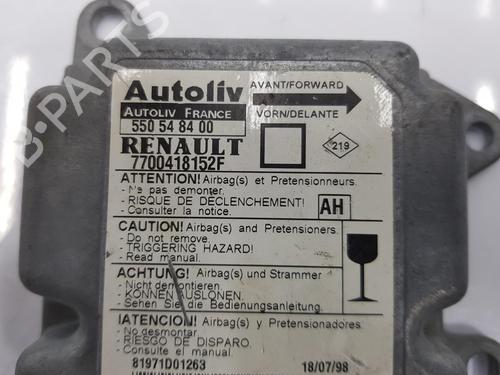 B-PARTS
Autoliv
AVANT/FORWARD
AUTOLIV FRANCE
VORN/DELANTE
550 54 84 00
RENAULT
219
7700418152F
ATTENTION! Airbag(s) et Pretensionneurs.
- Ne pas demonter.
- RISQUE DE DECLENCHEMENT!
- Consulter la notice.
AH
CAUTION! Airbag(s) and Pretensioners.
- Do not remove.
- TRIGGERING HAZARD!
- Read manual.
ACHTUNG! Airbag(s) und Strammer
- Nicht demontieren.
- KONNEN AUSLONSEN.
- Sehen Sie die Bedienungsanleitung.
!ATENCION! Airbag(s) y Pretensionadores.
- No desmontar.
- RIESGO DE DISPARO.
- Consulte el manual.
81971D01263
18/07/98